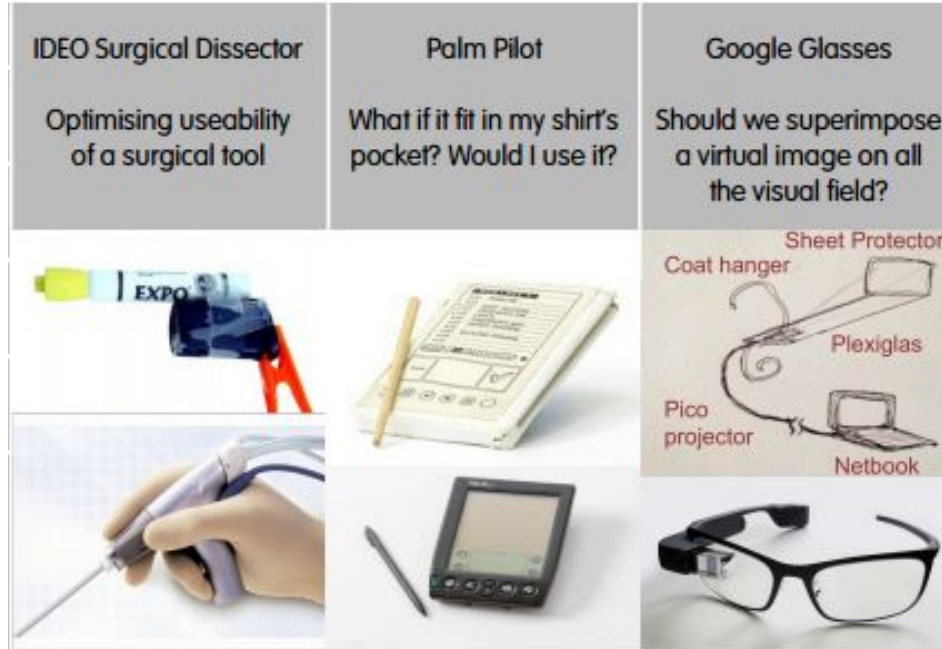 IDEO Surgical Dissector
Optimising useability
of a surgical tool
Palm Pilot
What if it fit in my shirt's
pocket? Would I use it?
Google Glasses
Should we superimpose
a virtual image on all
the visual field?
EXPO
Sheet Protector
Coat hanger
Plexiglas
Pico
projector
Netbook